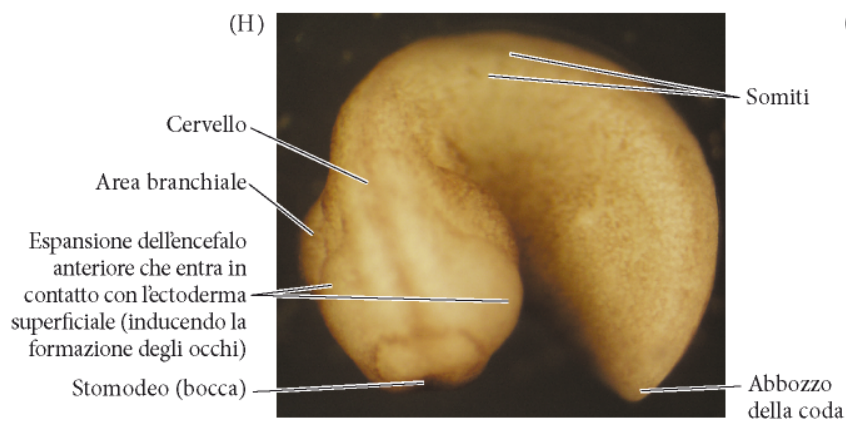 (H)
Somiti
Cervello
Area branchiale
Espansione dell'encefalo
anteriore che entra in
contatto con l'ectoderma
superficiale (inducendo la
formazione degli occhi)
Stomodeo (bocca)
Abbozzo
della coda